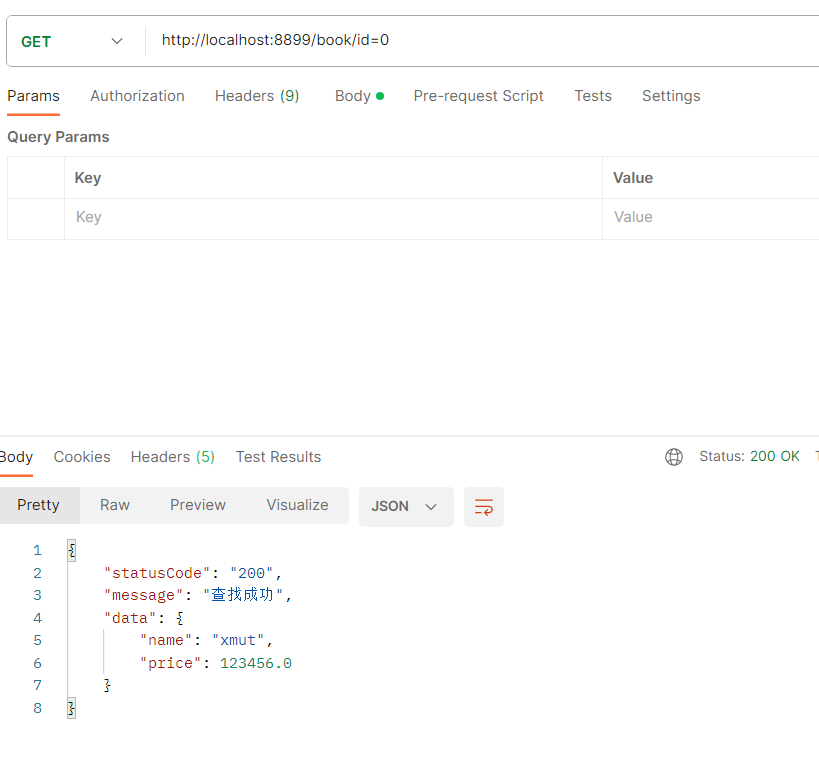 GET http://localhost:8899/book/id=0
Params Authorization Headers (9) Body Pre-request Script Tests Settings
Query Params
Key Value
Key Value
Body Cookies Headers (5) Test Results Status: 200 OK
Pretty Raw Preview Visualize JSON
1 {
2 "statusCode": "200",
3 "message": "查找成功",
4 "data": {
5 "name": "xmut",
6 "price": 123456.0
7 }
8 }